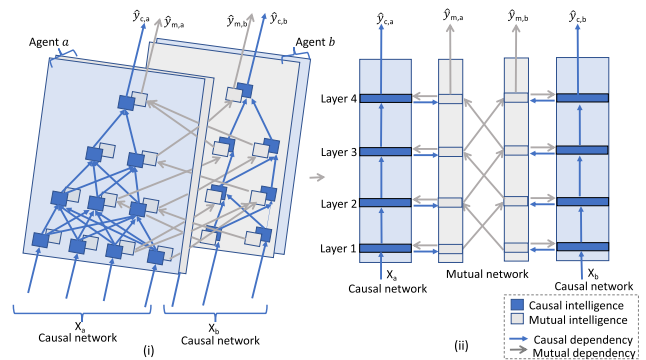 ŷc,a
ŷm,a
ŷm,b
ŷc,b
Agent a
Agent b
Xa
Causal network
Xb
Causal network
(i)
ŷc,a
ŷm,a
ŷm,b
ŷc,b
Layer 4
Layer 3
Layer 2
Layer 1
Xa
Causal network
Mutual network
Xb
Causal network
(ii)
Causal intelligence
Mutual intelligence
Causal dependency
Mutual dependency